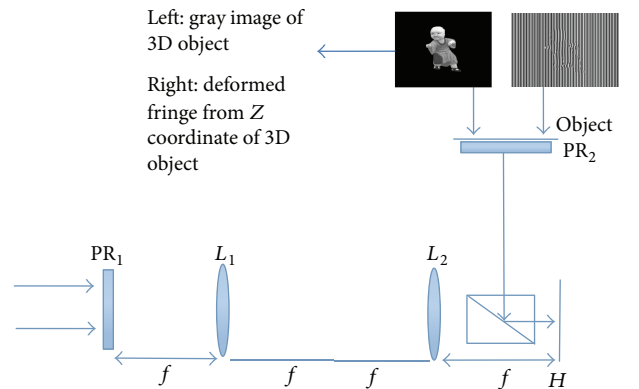 Left: gray image of
3D object
Right: deformed
fringe from Z
coordinate of 3D
object
Object
PR₂
PR₁
L₁
L₂
f
f
f
f
H